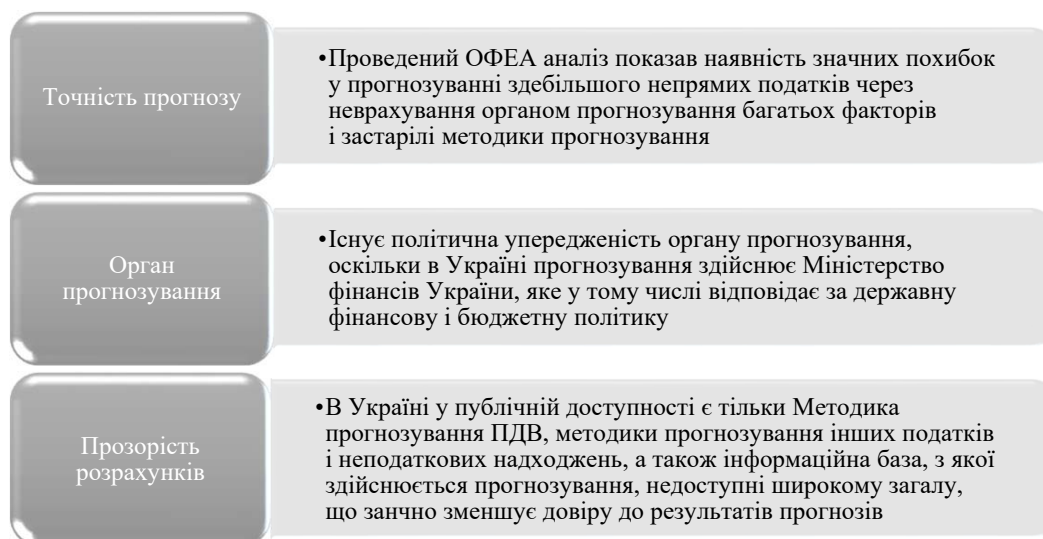 Точність прогнозу
•Проведений ОФЕА аналіз показав наявність значних похибок
у прогнозуванні здебільшого непрямих податків через
неврахування органом прогнозування багатьох факторів
і застарілі методики прогнозування
Орган
прогнозування
•Існує політична упередженість органу прогнозування,
оскільки в Україні прогнозування здійснює Міністерство
фінансів України, яке у тому числі відповідає за державну
фінансову і бюджетну політику
Прозорість
розрахунків
•В Україні у публічній доступності є тільки Методика
прогнозування ПДВ, методики прогнозування інших податків
і неподаткових надходжень, а також інформаційна база, з якої
здійснюється прогнозування, недоступні широкому загалу,
що занчно зменшує довіру до результатів прогнозів